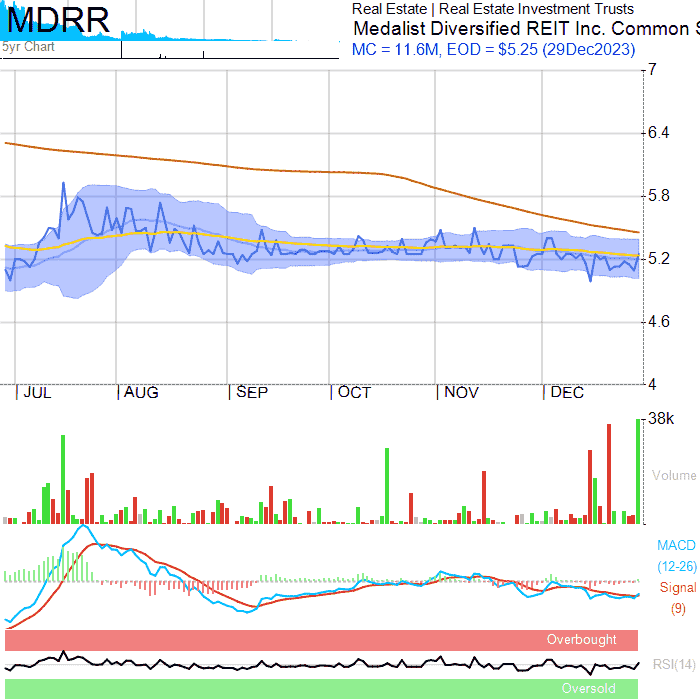 MDRR
5yr Chart
Real Estate | Real Estate Investment Trusts
Medalist Diversified REIT Inc. Common S
MC = 11.6M, EOD = $5.25 (29Dec2023)
7
6.4
5.8
5.2
4.6
4
JUL AUG SEP OCT NOV DEC
38k
Volume
MACD
(12-26)
Signal
(9)
Overbought
RSI(14)
Oversold